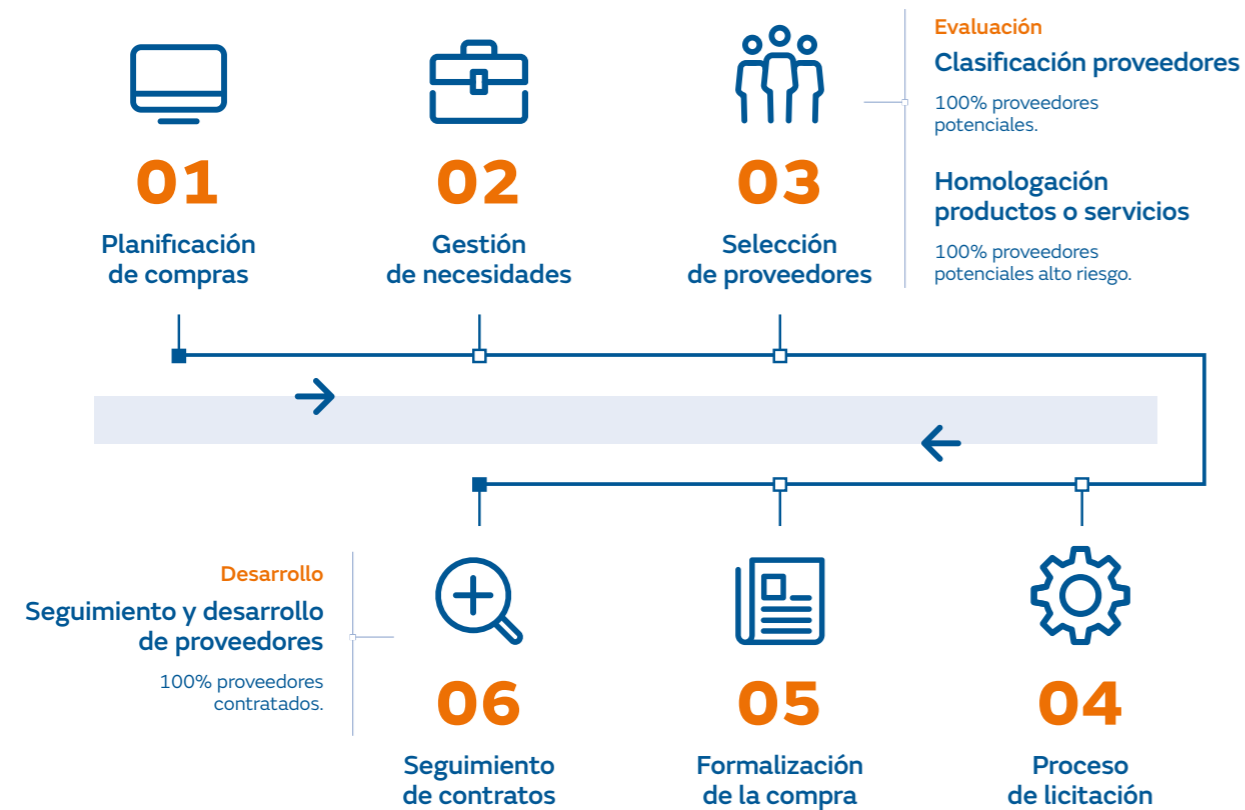 01
Planificación
de compras
02
Gestión
de necesidades
03
Selección
de proveedores
Evaluación
Clasificación proveedores
100% proveedores
potenciales.
Homologación
productos o servicios
100% proveedores
potenciales alto riesgo.
Desarrollo
Seguimiento y desarrollo
de proveedores
100% proveedores
contratados.
06
Seguimiento
de contratos
05
Formalización
de la compra
04
Proceso
de licitación